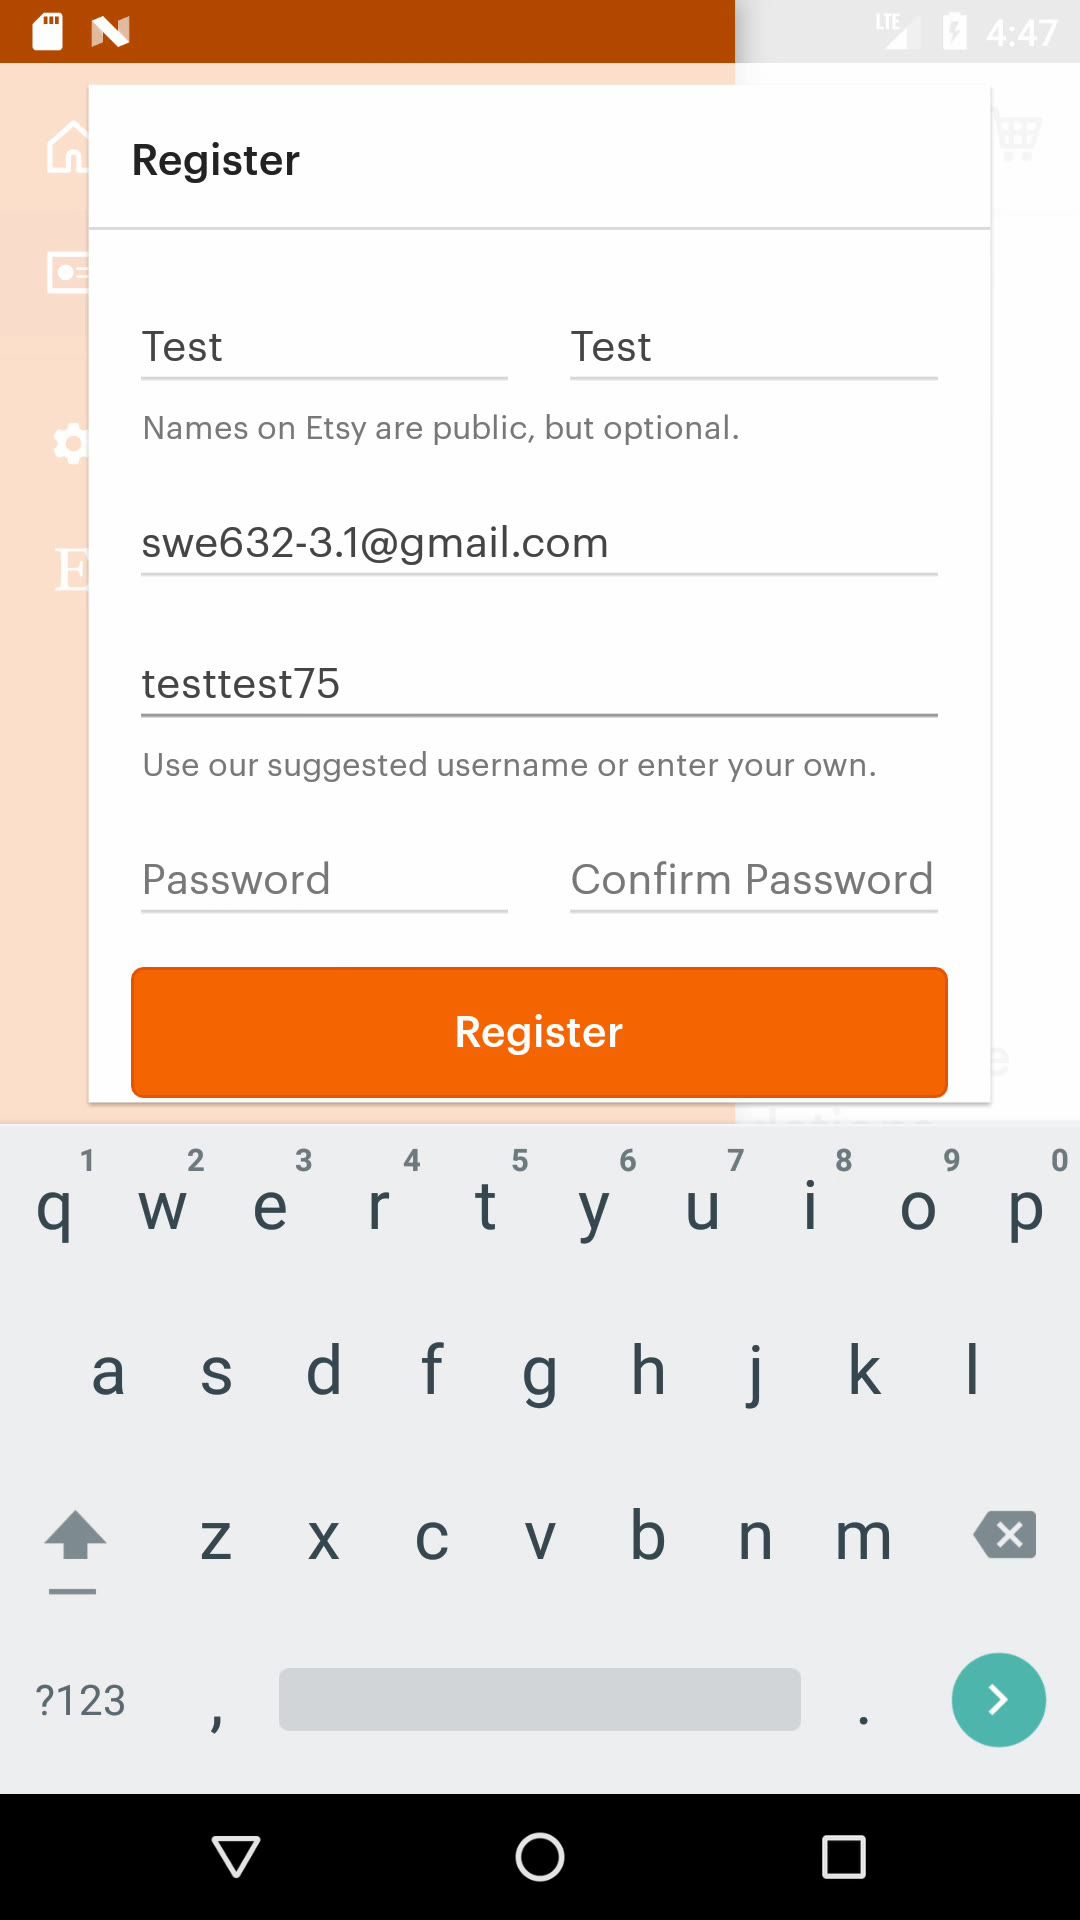 LTE 4:47
Register
Test Test
Names on Etsy are public, but optional.
E
swe632-3.1@gmail.com
testtest75
Use our suggested username or enter your own.
Password Confirm Password
Register
e
1 2 3 4 5 6 7 8 9 0
q w e r t y u i o p
a s d f g h j k l
z x c v b n m
?123 , .